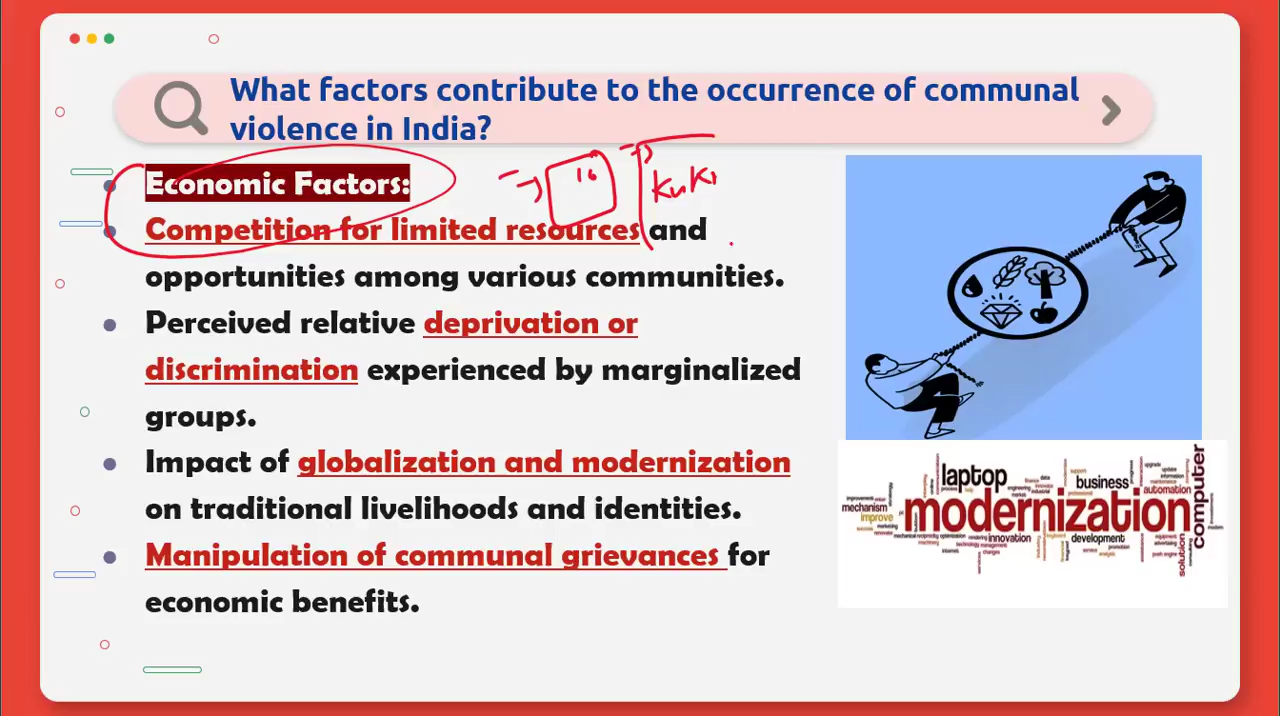 What factors contribute to the occurrence of communal
violence in India?
Economic Factors:
16
Competition for limited resources and
opportunities among various communities.
Perceived relative deprivation or
discrimination experienced by marginalized
groups.
Impact of globalization and modernization
on traditional livelihoods and identities.
Manipulation of communal grievances for
economic benefits.
laptop
business
computer
mechanism
improve
modernization
automation
innovation
development
solution